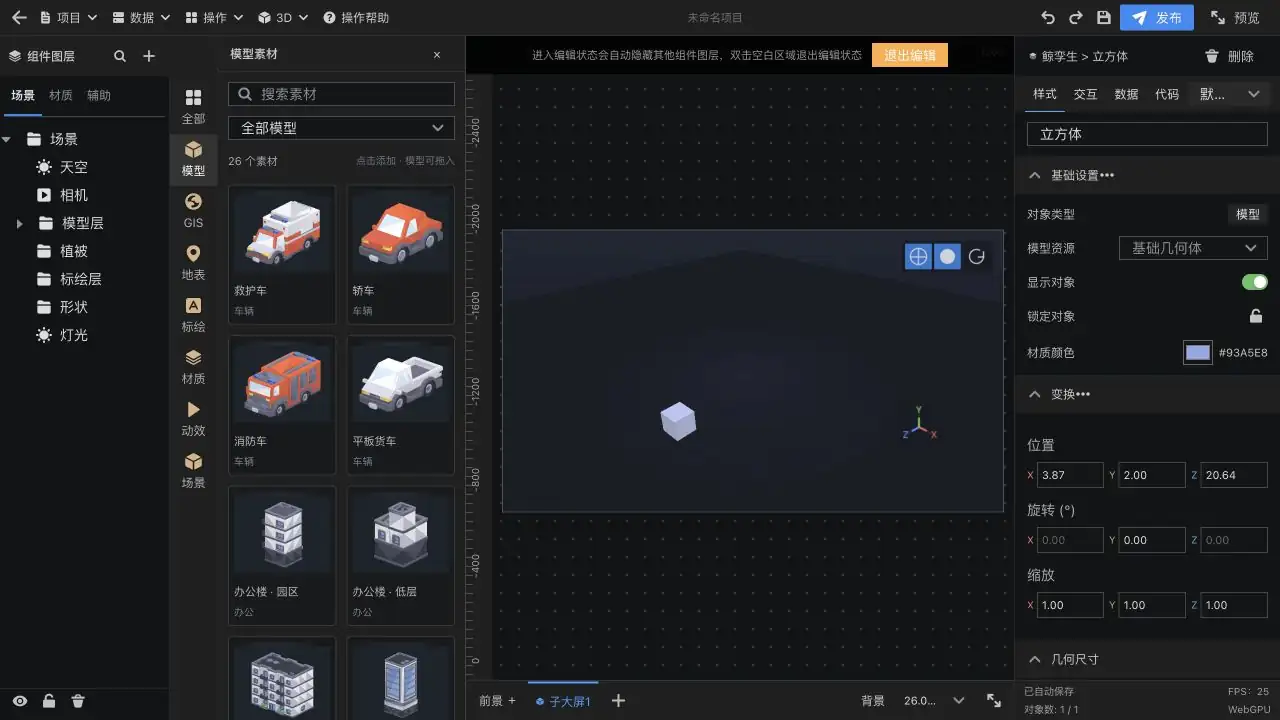 项目 数据 操作 3D 操作帮助 未命名项目 发布 预览
组件图层
场景 材质 辅助
场景
天空
相机
模型层
植被
标绘层
形状
灯光
全部
模型
GIS
地表
标绘
材质
动效
场景
模型素材 ×
搜索素材
全部模型
26 个素材 点击添加 · 模型可拖入
救护车 轿车
车辆 车辆
消防车 平板货车
车辆 车辆
办公楼 · 园区 办公楼 · 低层
办公 办公
进入编辑状态会自动隐藏其他组件图层，双击空白区域退出编辑状态 退出编辑
-2400
-2000
-1600
-1200
-800
-400
0
Y
Z X
前景 + 子大屏1 背景 26.0...
鲸孪生 > 立方体 删除
样式 交互 数据 代码 默...
立方体
基础设置•••
对象类型 模型
模型资源 基础几何体
显示对象
锁定对象
材质颜色 #93A5E8
变换•••
位置
X 3.87 Y 2.00 Z 20.64
旋转 (°)
X 0.00 Y 0.00 Z 0.00
缩放
X 1.00 Y 1.00 Z 1.00
几何尺寸
已自动保存 FPS: 25
对象数: 1 / 1 WebGPU